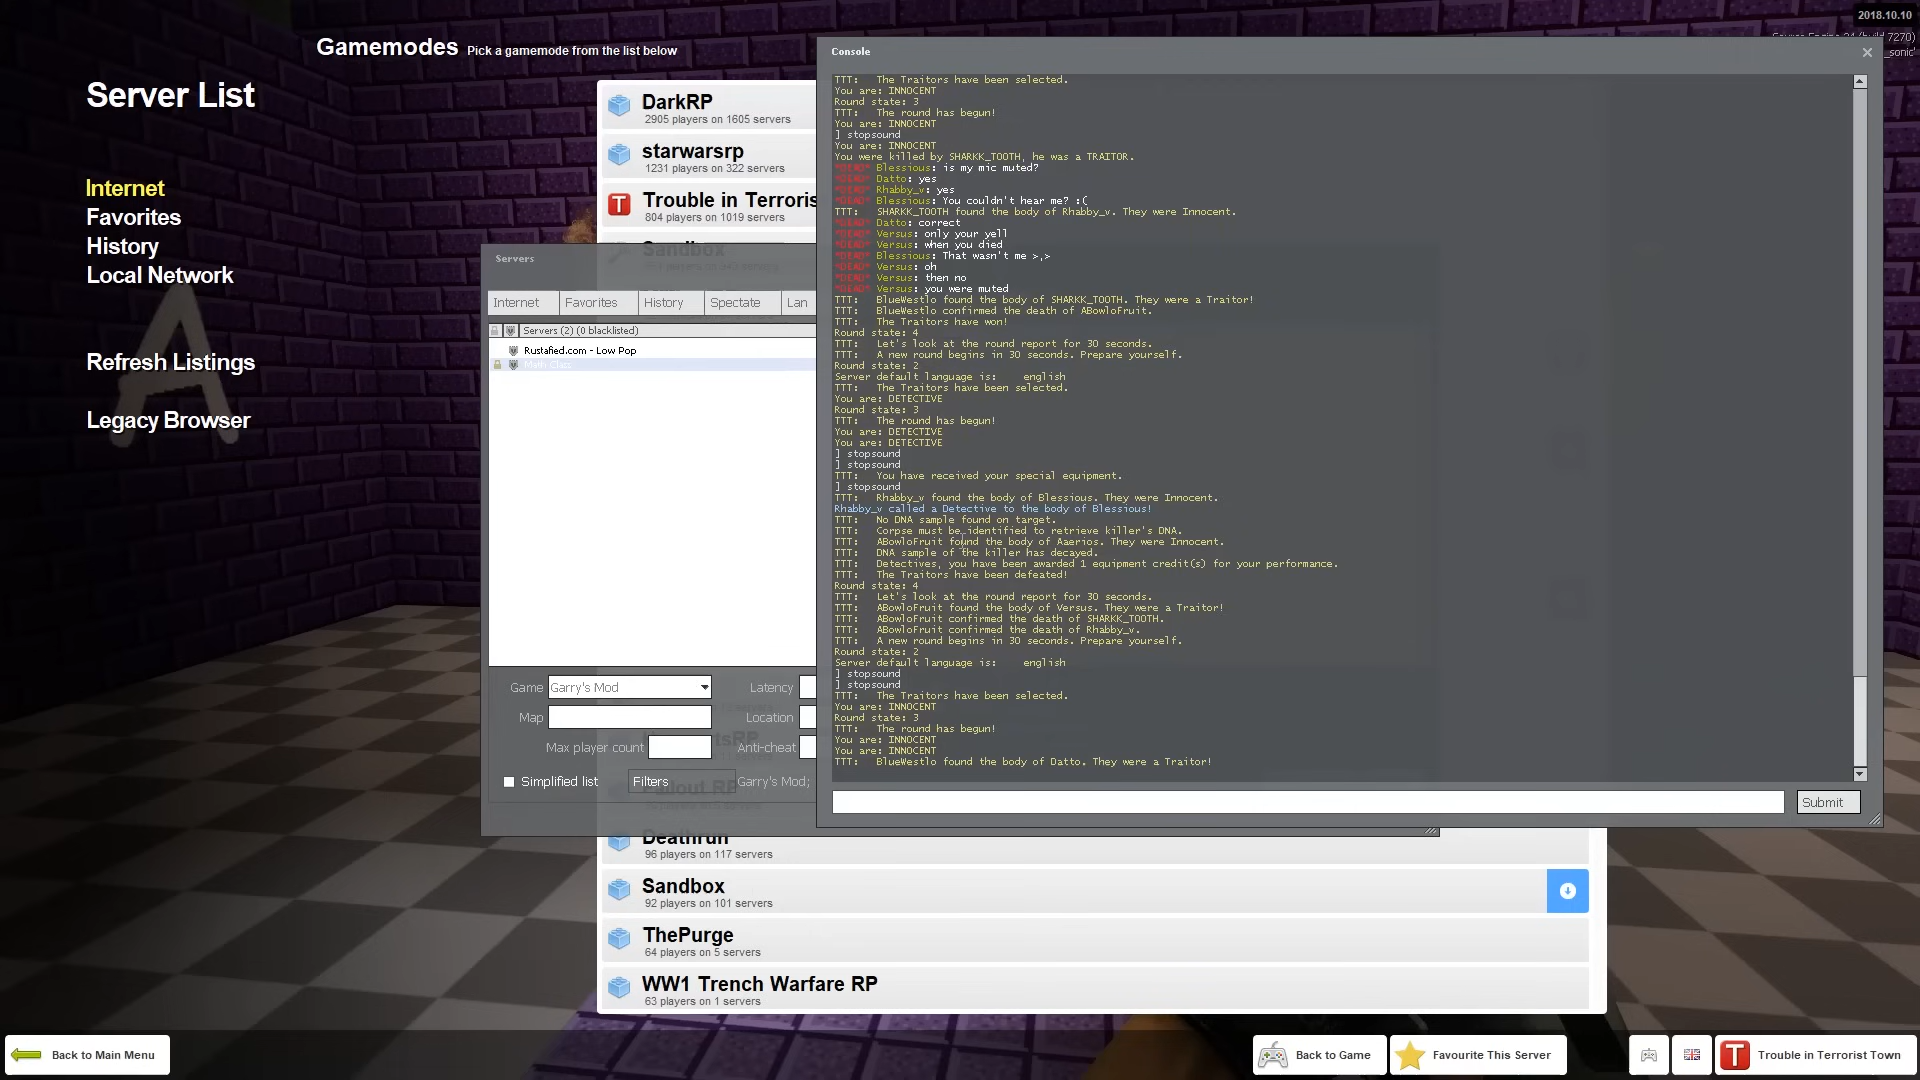 2018.10.10
7270)
_sonic'
Gamemodes Pick a gamemode from the list below
Server List
Internet
Favorites
History
Local Network
Refresh Listings
Legacy Browser
DarkRP
2905 players on 1605 servers
starwarsrp
1231 players on 322 servers
Trouble in Terroris
804 players on 1019 servers
Sandbox
Servers
Internet Favorites History Spectate Lan
Servers (2) (0 blacklisted)
Rustafied.com - Low Pop
Game Garry's Mod Latency
Map Location
Max player count Anti-cheat
Simplified list Filters Garry's Mod;
Console
TTT: The Traitors have been selected.
You are: INNOCENT
Round state: 3
TTT: The round has begun!
You are: INNOCENT
] stopsound
You are: INNOCENT
You were killed by SHARKK_TOOTH, he was a TRAITOR.
*DEAD* Blessious: is my mic muted?
*DEAD* Datto: yes
*DEAD* Rhabby_v: yes
*DEAD* Blessious: You couldn't hear me? :(
TTT: SHARKK_TOOTH found the body of Rhabby_v. They were Innocent.
*DEAD* Datto: correct
*DEAD* Versus: only your yell
*DEAD* Versus: when you died
*DEAD* Blessious: That wasn't me >,>
*DEAD* Versus: oh
*DEAD* Versus: then no
*DEAD* Versus: you were muted
TTT: BlueWestlo found the body of SHARKK_TOOTH. They were a Traitor!
TTT: BlueWestlo confirmed the death of ABowloFruit.
TTT: The Traitors have won!
Round state: 4
TTT: Let's look at the round report for 30 seconds.
TTT: A new round begins in 30 seconds. Prepare yourself.
Round state: 2
Server default language is: english
TTT: The Traitors have been selected.
You are: DETECTIVE
Round state: 3
TTT: The round has begun!
You are: DETECTIVE
You are: DETECTIVE
] stopsound
] stopsound
TTT: You have received your special equipment.
] stopsound
TTT: Rhabby_v found the body of Blessious. They were Innocent.
Rhabby_v called a Detective to the body of Blessious!
TTT: No DNA sample found on target.
TTT: Corpse must be identified to retrieve killer's DNA.
TTT: ABowloFruit found the body of Aaerios. They were Innocent.
TTT: DNA sample of the killer has decayed.
TTT: Detectives, you have been awarded 1 equipment credit(s) for your performance.
TTT: The Traitors have been defeated!
Round state: 4
TTT: Let's look at the round report for 30 seconds.
TTT: ABowloFruit found the body of Versus. They were a Traitor!
TTT: ABowloFruit confirmed the death of SHARKK_TOOTH.
TTT: ABowloFruit confirmed the death of Rhabby_v.
TTT: A new round begins in 30 seconds. Prepare yourself.
Round state: 2
Server default language is: english
] stopsound
] stopsound
TTT: The Traitors have been selected.
You are: INNOCENT
Round state: 3
TTT: The round has begun!
You are: INNOCENT
You are: INNOCENT
TTT: BlueWestlo found the body of Datto. They were a Traitor!
Submit
Deathrun
96 players on 117 servers
Sandbox
92 players on 101 servers
ThePurge
64 players on 5 servers
WW1 Trench Warfare RP
63 players on 1 servers
Back to Main Menu
Back to Game
Favourite This Server
Trouble in Terrorist Town